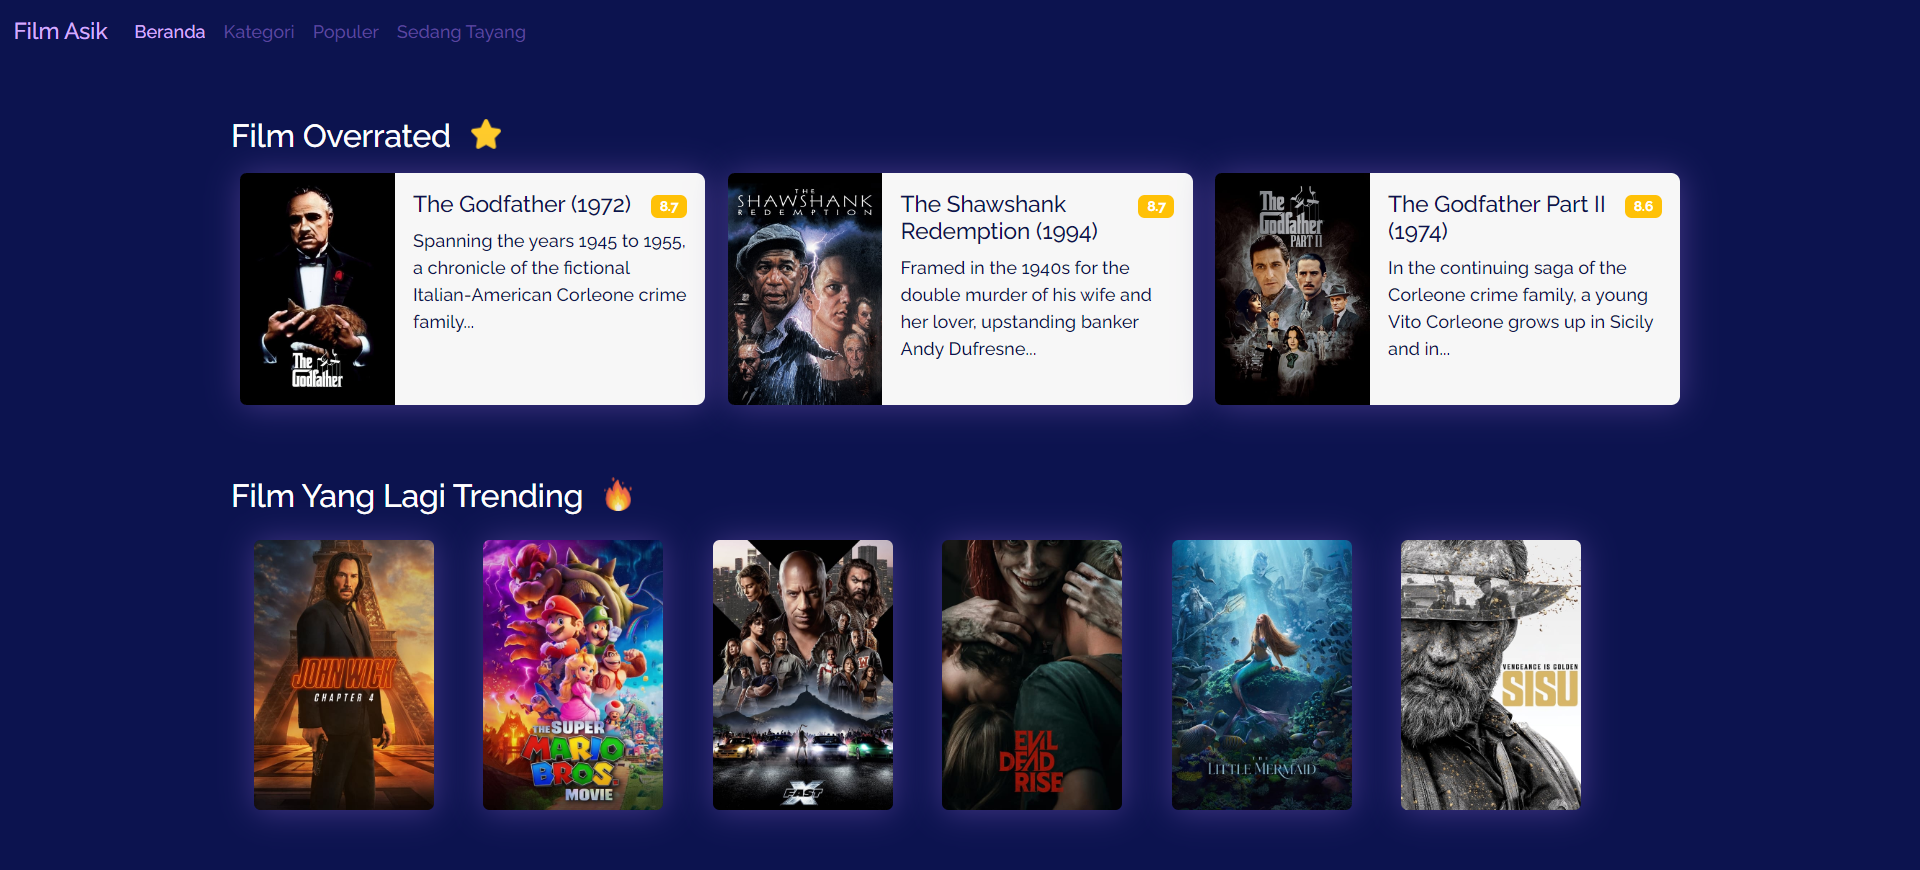 Film Asik Beranda Kategori Populer Sedang Tayang
Film Overrated ⭐
The Godfather
The Godfather (1972) 8.7
Spanning the years 1945 to 1955,
a chronicle of the fictional
Italian-American Corleone crime
family...
THE
SHAWSHANK
REDEMPTION
The Shawshank
Redemption (1994)
8.7
Framed in the 1940s for the
double murder of his wife and
her lover, upstanding banker
Andy Dufresne...
The
Godfather
PART II
The Godfather Part II
(1974)
8.6
In the continuing saga of the
Corleone crime family, a young
Vito Corleone grows up in Sicily
and in...
Film Yang Lagi Trending 🔥
JOHN WICK
CHAPTER 4
THE SUPER
MARIO
BROS.
MOVIE
FAST X
EVIL
DEAD
RISE
THE
LITTLE MERMAID
VENGEANCE IS GOLDEN
SISU